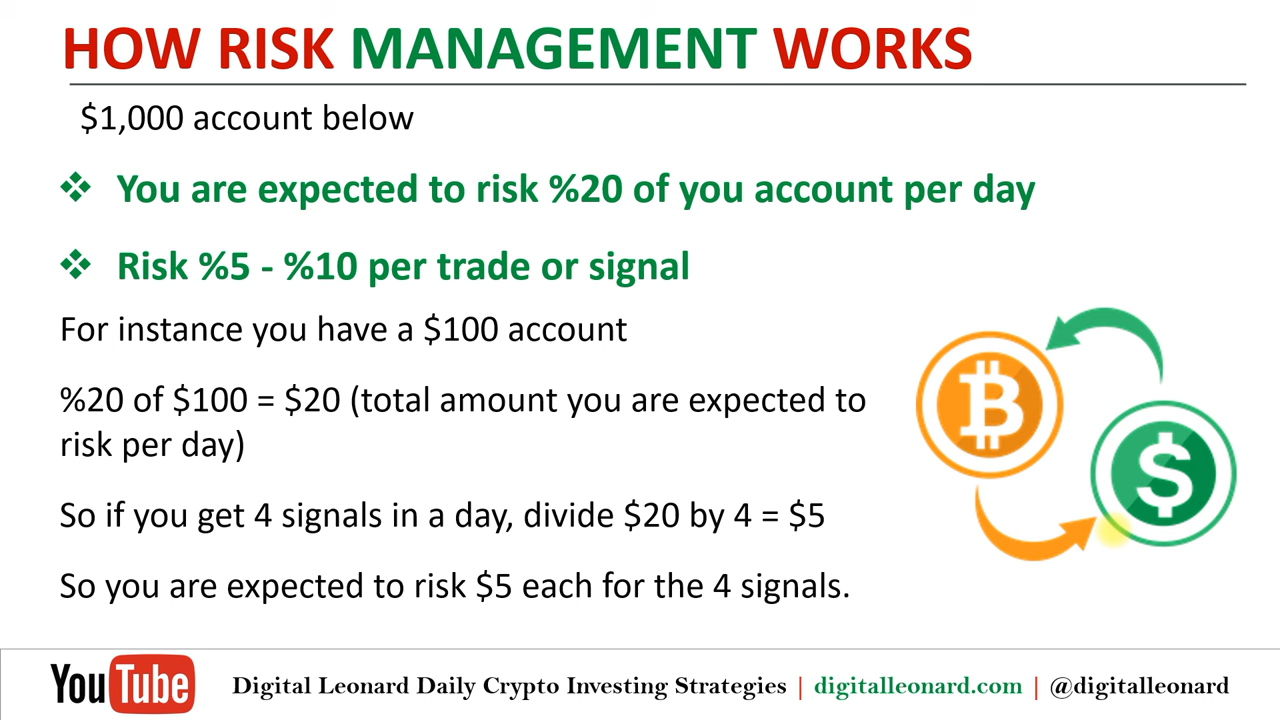 HOW RISK MANAGEMENT WORKS
$1,000 account below
❖ You are expected to risk %20 of you account per day
❖ Risk %5 - %10 per trade or signal
For instance you have a $100 account
%20 of $100 = $20 (total amount you are expected to
risk per day)
So if you get 4 signals in a day, divide $20 by 4 = $5
So you are expected to risk $5 each for the 4 signals.
YouTube Digital Leonard Daily Crypto Investing Strategies | digitalleonard.com | @digitalleonard